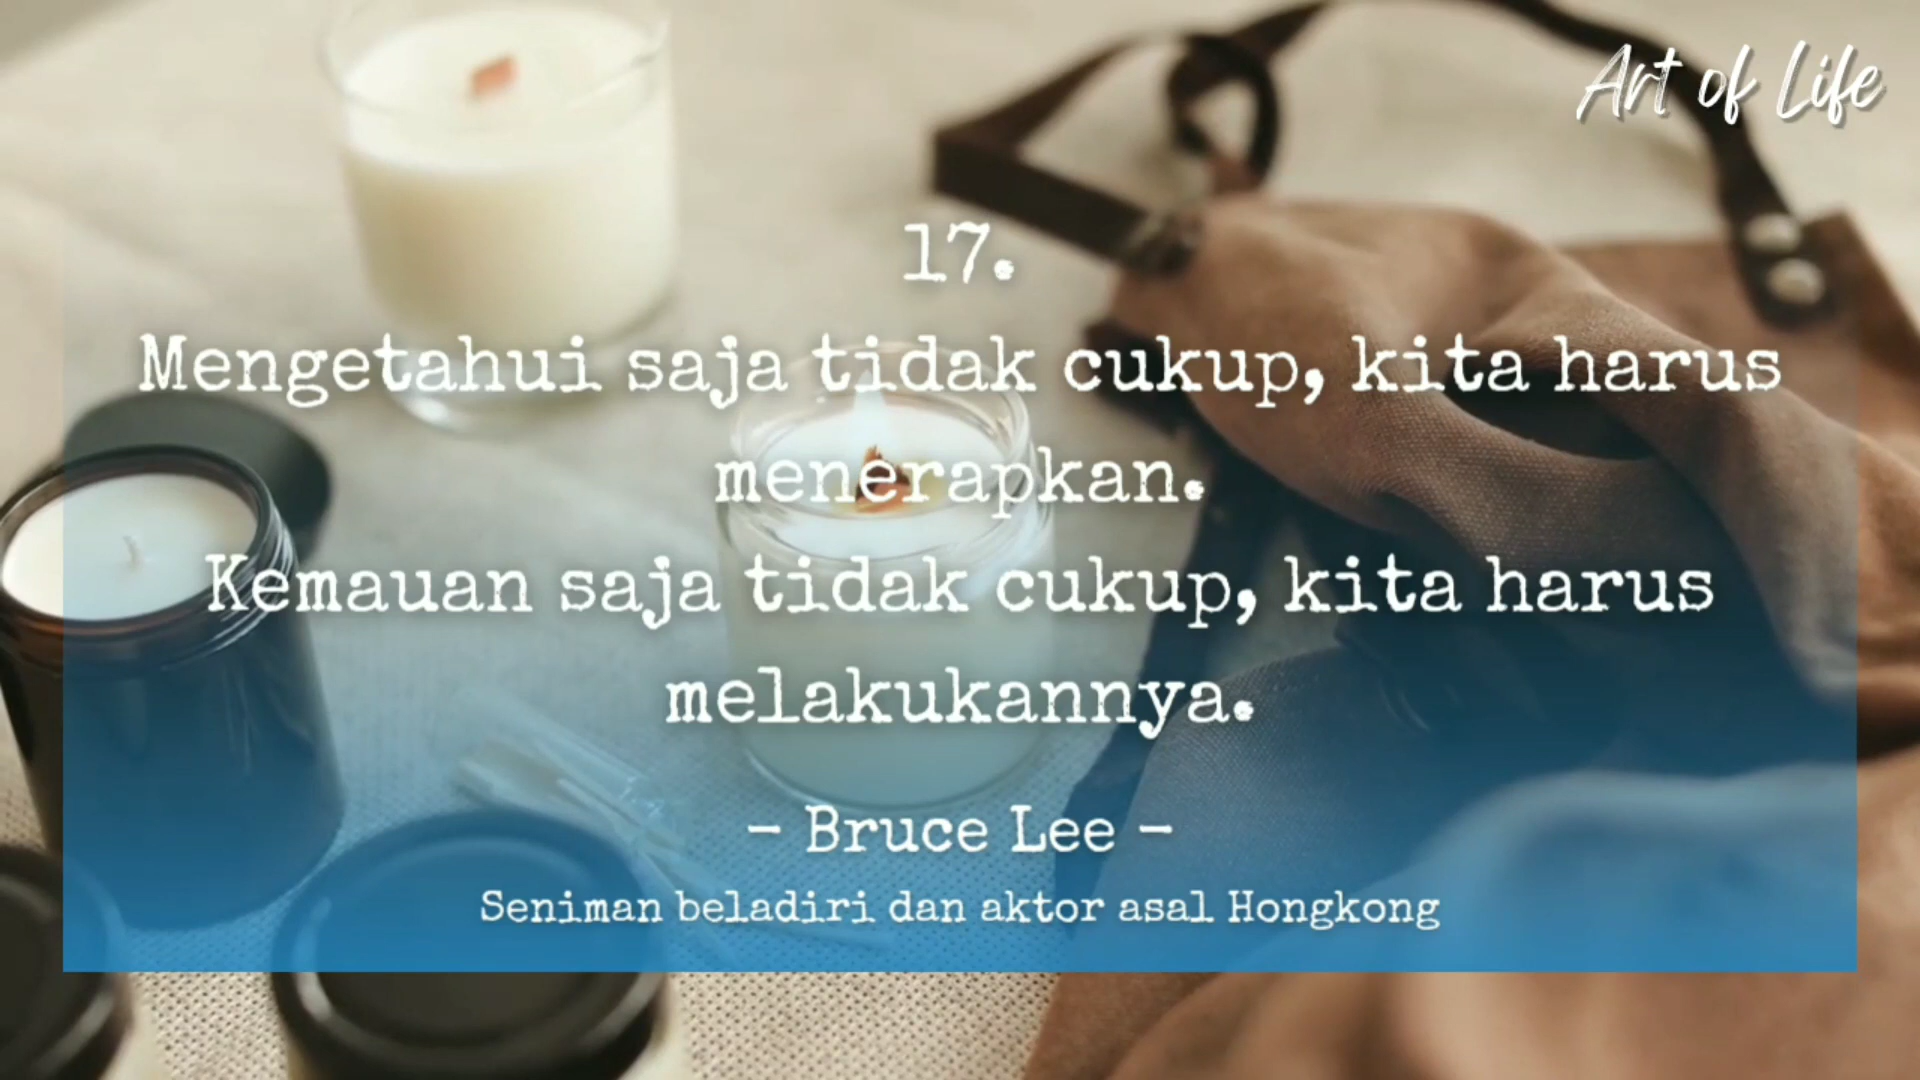 Art of Life
17.
Mengetahui saja tidak cukup, kita harus
menerapkan.
Kemauan saja tidak cukup, kita harus
melakukannya.
- Bruce Lee -
Seniman beladiri dan aktor asal Hongkong